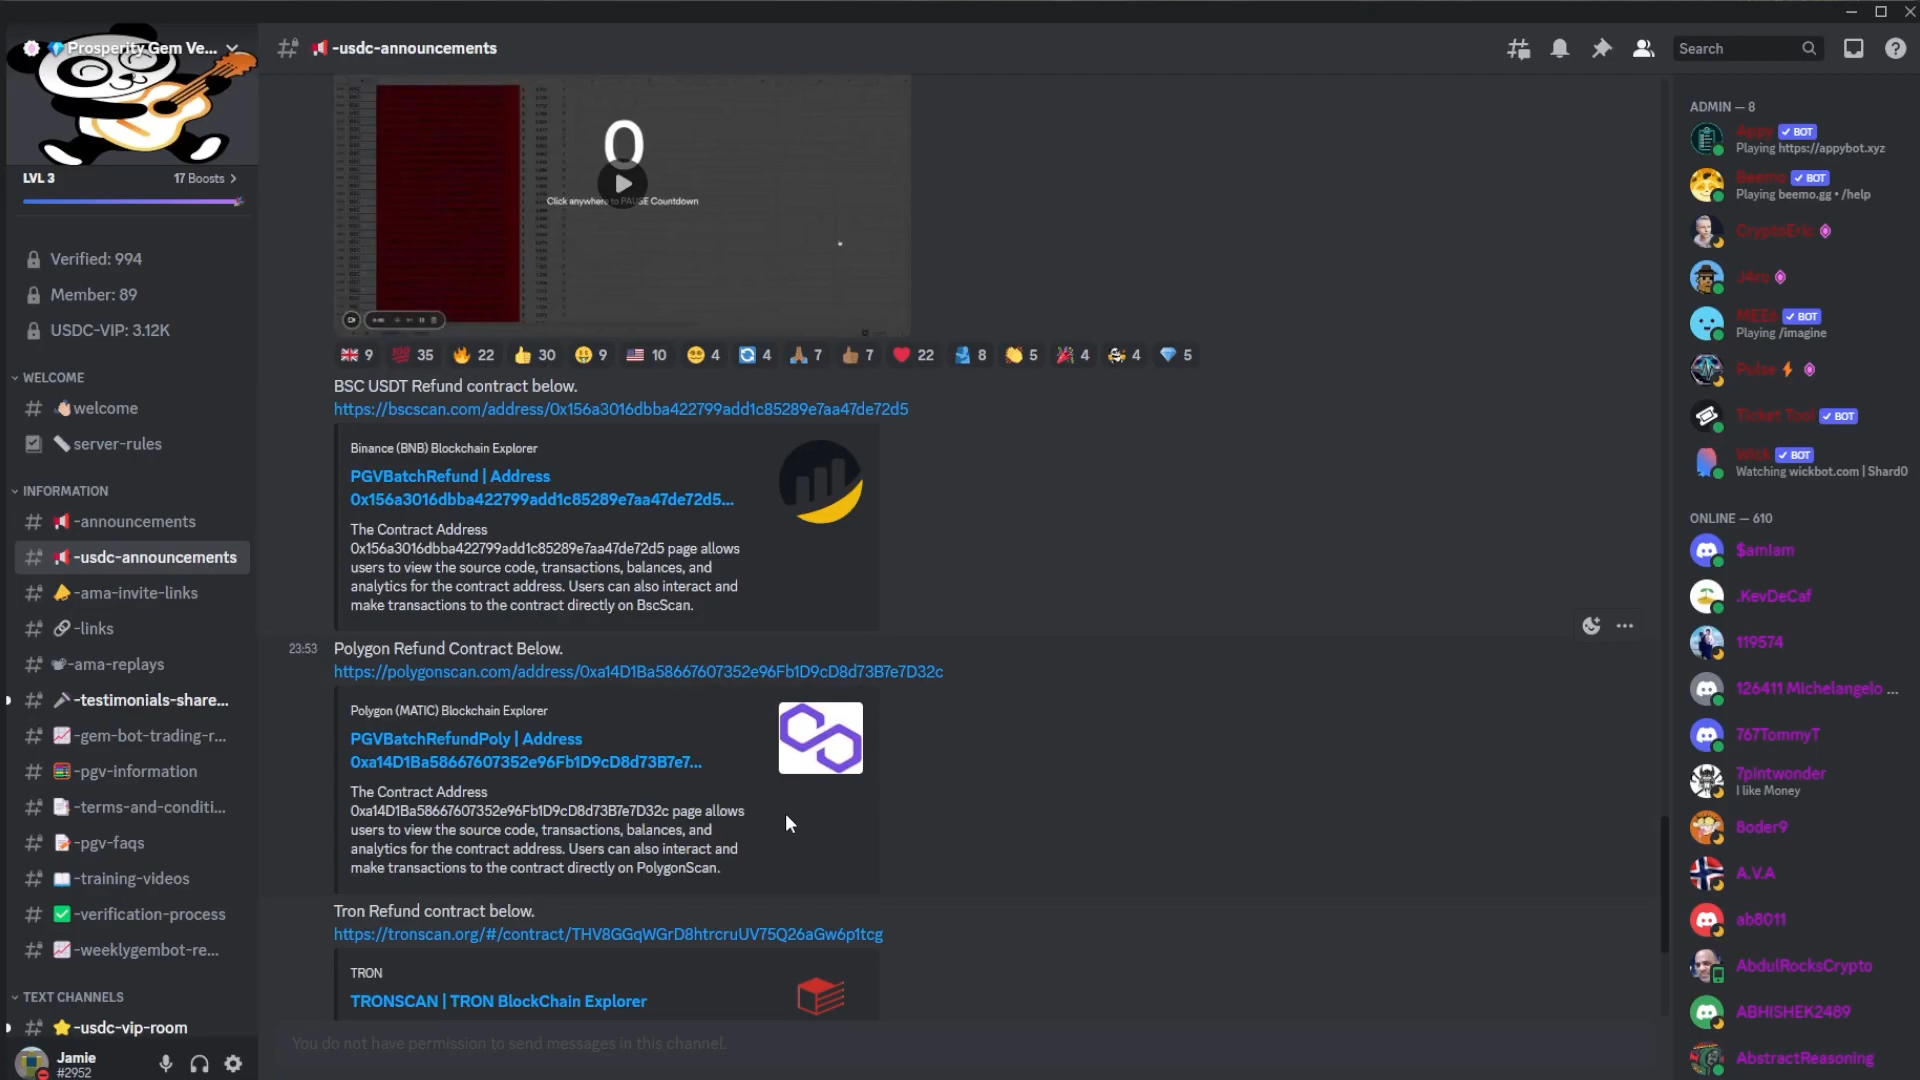 Prosperity Gem Ve...
LVL 3
17 Boosts
Verified: 994
Member: 89
USDC-VIP: 3.12K
WELCOME
welcome
server-rules
INFORMATION
-announcements
-usdc-announcements
-ama-invite-links
-links
-ama-replays
-testimonials-share...
-gem-bot-trading-r...
-pgv-information
-terms-and-conditi...
-pgv-faqs
-training-videos
-verification-process
-weeklygembot-re...
TEXT CHANNELS
-usdc-vip-room
Jamie
#2952
-usdc-announcements
Search
0
Click anywhere to PAUSE Countdown
9 35 22 30 9 10 4 4 7 7 22 8 5 4 4 5
BSC USDT Refund contract below.
https://bscscan.com/address/0x156a3016dbba422799add1c85289e7aa47de72d5
Binance (BNB) Blockchain Explorer
PGVBatchRefund | Address
0x156a3016dbba422799add1c85289e7aa47de72d5...
The Contract Address
0x156a3016dbba422799add1c85289e7aa47de72d5 page allows
users to view the source code, transactions, balances, and
analytics for the contract address. Users can also interact and
make transactions to the contract directly on BscScan.
23:53
Polygon Refund Contract Below.
https://polygonscan.com/address/0xa14D1Ba58667607352e96Fb1D9cD8d73B7e7D32c
Polygon (MATIC) Blockchain Explorer
PGVBatchRefundPoly | Address
0xa14D1Ba58667607352e96Fb1D9cD8d73B7e7...
The Contract Address
0xa14D1Ba58667607352e96Fb1D9cD8d73B7e7D32c page allows
users to view the source code, transactions, balances, and
analytics for the contract address. Users can also interact and
make transactions to the contract directly on PolygonScan.
Tron Refund contract below.
https://tronscan.org/#/contract/THV8GGqWGrD8htrcruUV75Q26aGw6p1tcg
TRON
TRONSCAN | TRON BlockChain Explorer
You do not have permission to send messages in this channel.
ADMIN — 8
Appy BOT
Playing https://appybot.xyz
Beemo BOT
Playing beemo.gg • /help
CryptoEric
J4ro
MEE6 BOT
Playing /imagine
Pulse
Ticket Tool BOT
Wick BOT
Watching wickbot.com | Shard0
ONLINE — 610
$amIam
.KevDeCaf
119574
126411 Michelangelo ...
767TommyT
7pintwonder
I like Money
8oder9
A.V.A
ab8011
AbdulRocksCrypto
ABHISHEK2489
AbstractReasoning